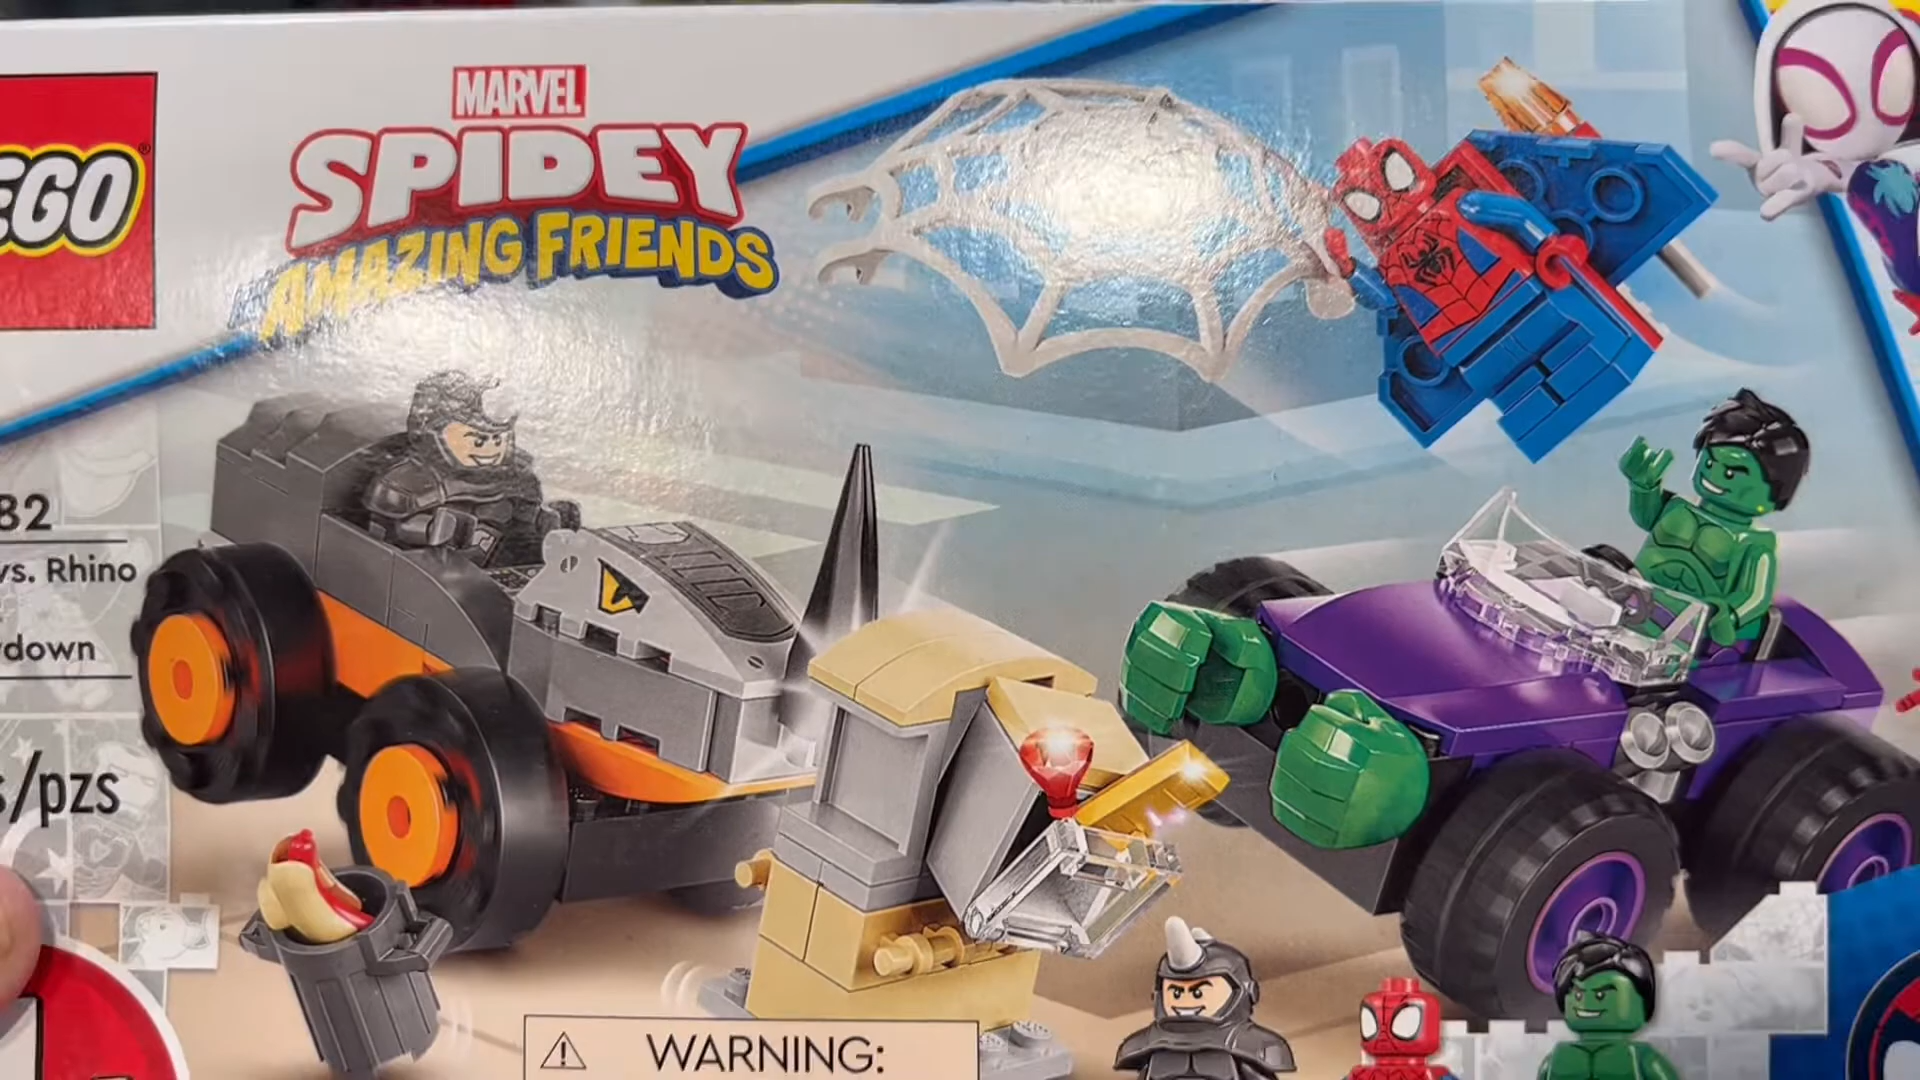 MARVEL
SPIDEY
AMAZING FRIENDS
EGO
82
vs. Rhino
down
s/pzs
WARNING: